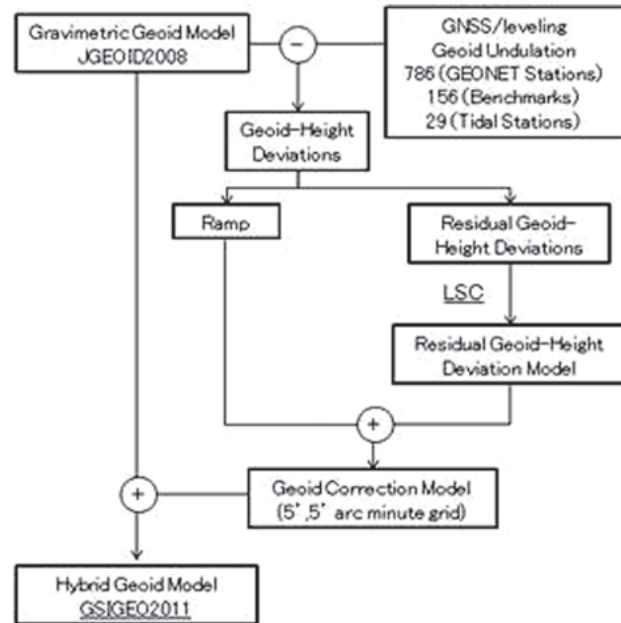 Gravimetric Geoid Model
JGEOID2008
−
GNSS/leveling
Geoid Undulation
786 (GEONET Stations)
156 (Benchmarks)
29 (Tidal Stations)
Geoid-Height
Deviations
Ramp
Residual Geoid-
Height Deviations
LSC
Residual Geoid-Height
Deviation Model
+
Geoid Correction Model
(5',5' arc minute grid)
+
Hybrid Geoid Model
GSIGEO2011